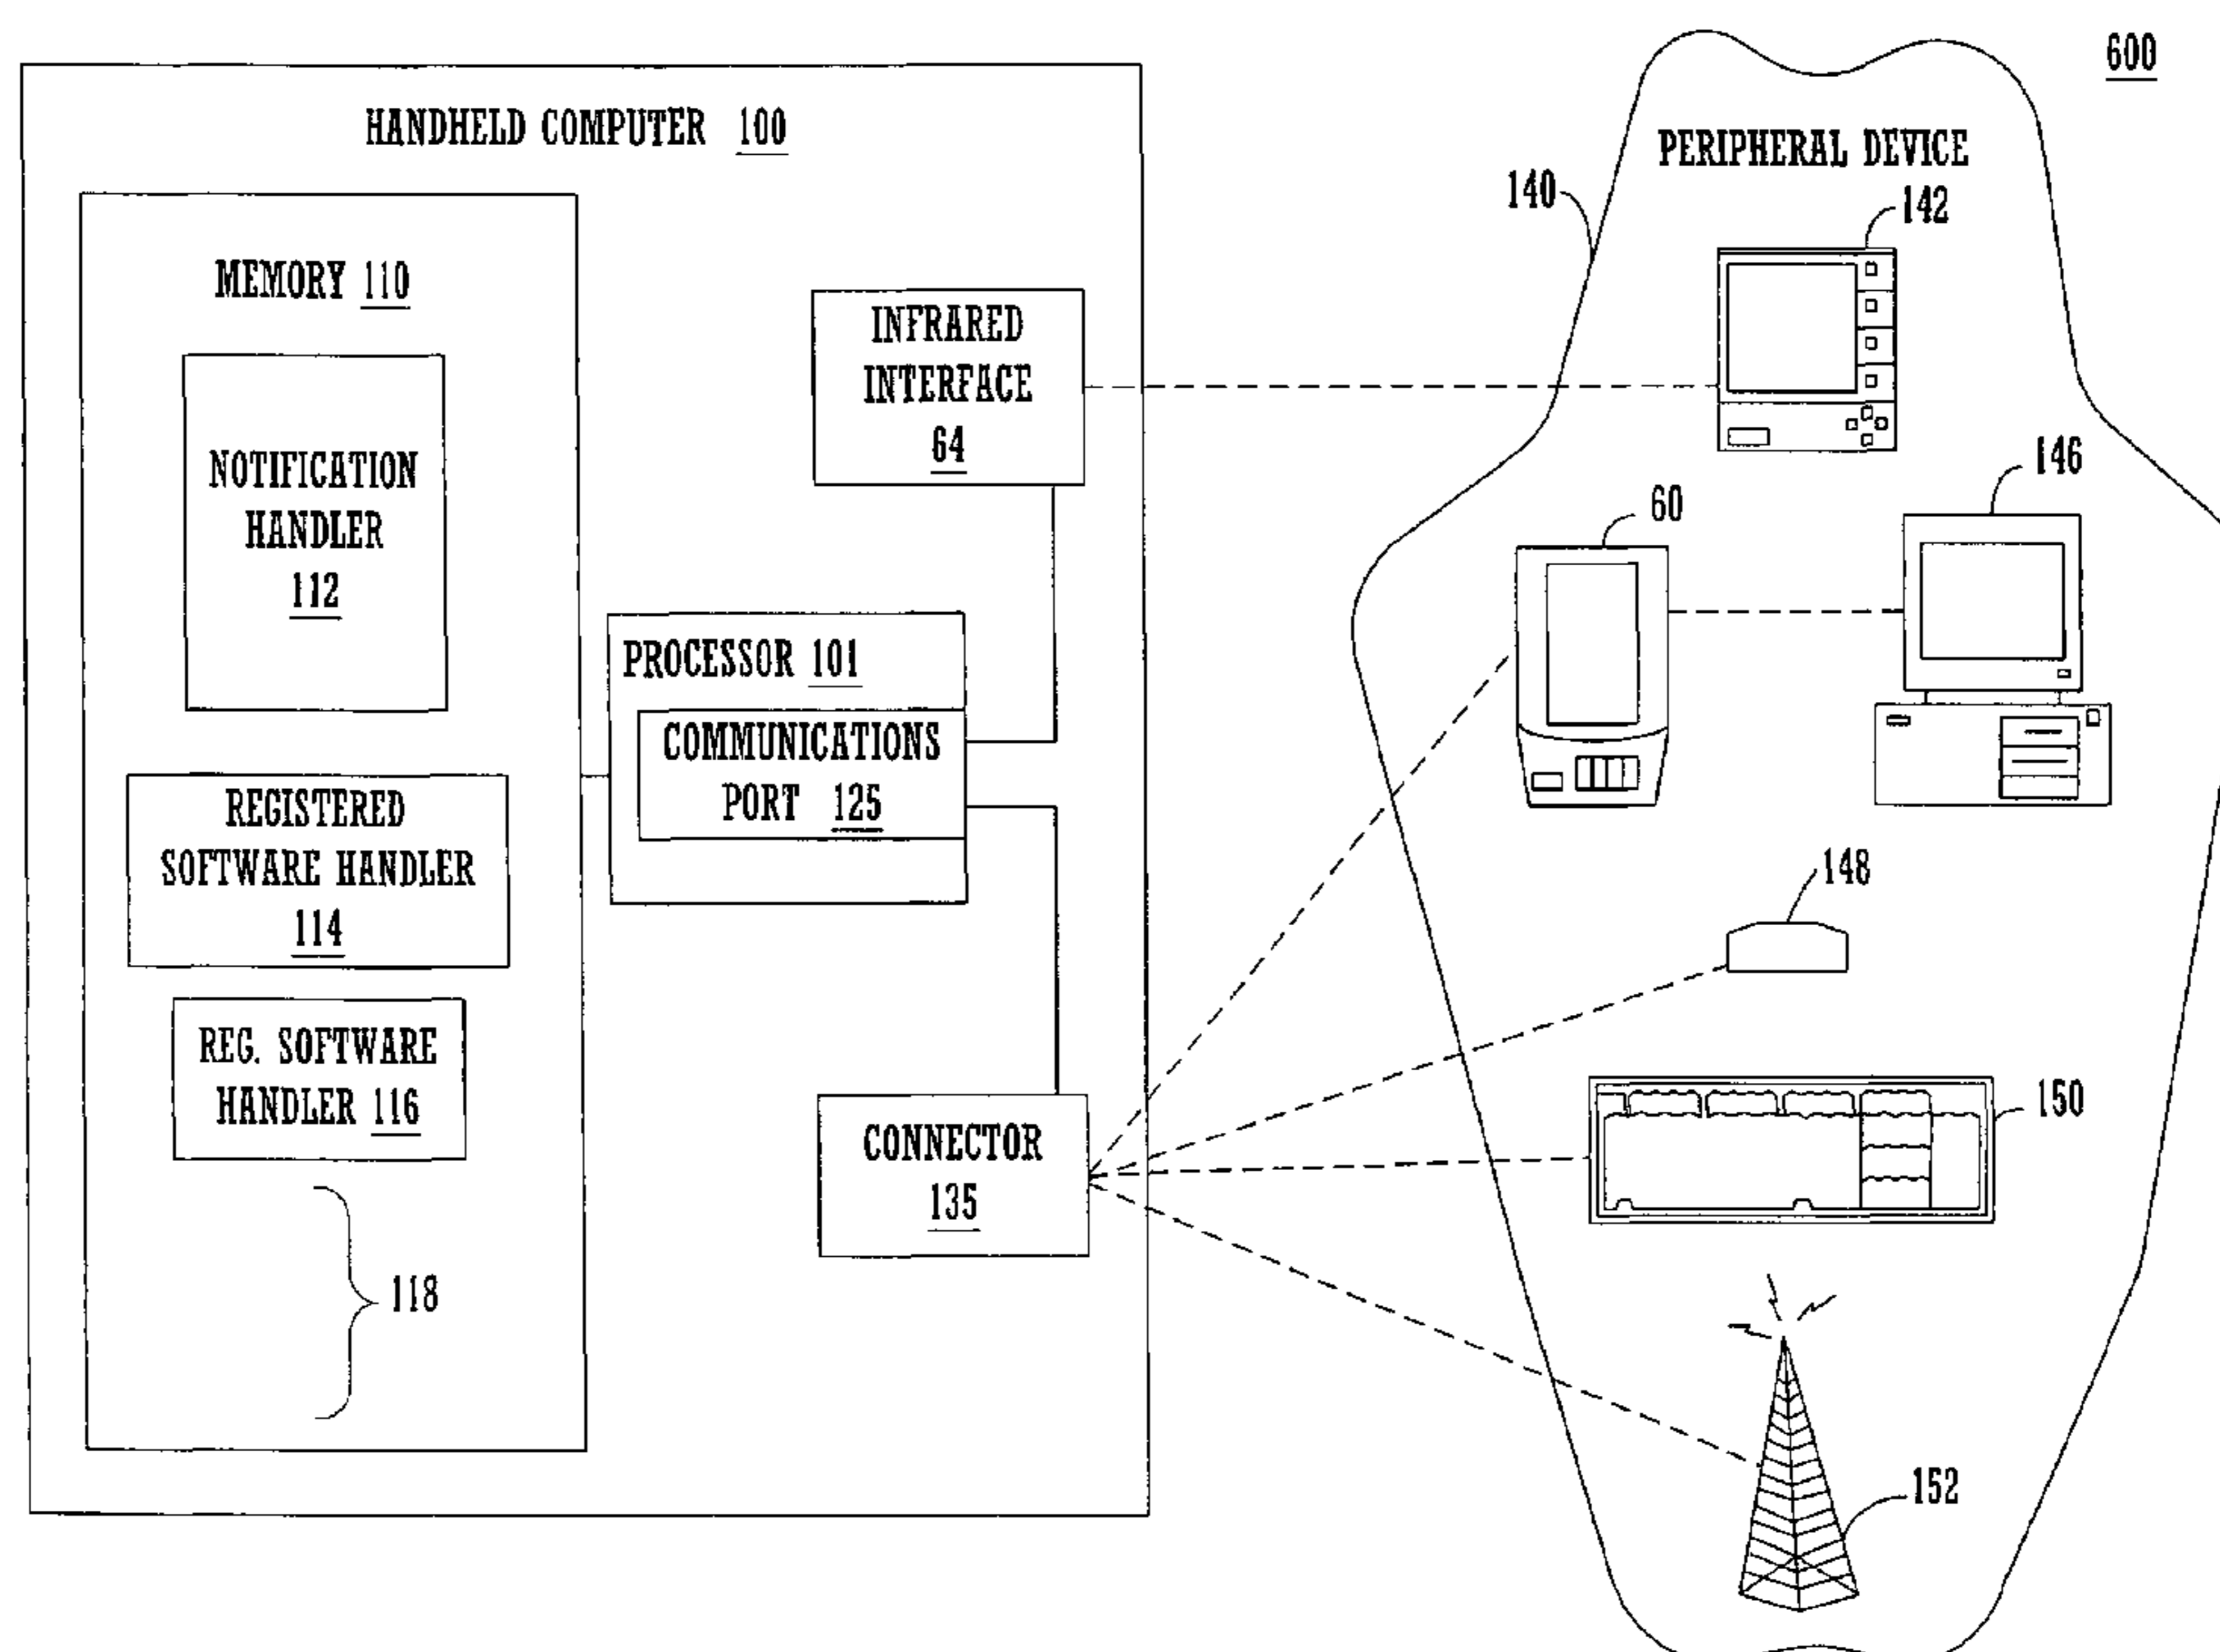 600
HANDHELD COMPUTER 100
MEMORY 110
NOTIFICATION
HANDLER
112
REGISTERED
SOFTWARE HANDLER
114
REG. SOFTWARE
HANDLER 116
118
PROCESSOR 101
COMMUNICATIONS
PORT 125
INFRARED
INTERFACE
64
CONNECTOR
135
PERIPHERAL DEVICE
140
142
60
146
148
150
152